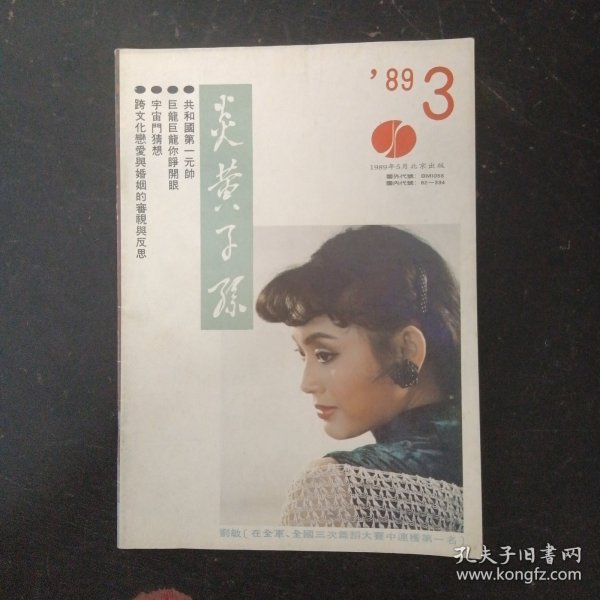 '89 3
1989年5月北京出版
國外代號：BM1058
國內代號：82—334
炎黄子孫
●共和國第一元帥
●巨龍巨龍你睜開眼
●宇宙門猜想
●跨文化戀愛與婚姻的審視與反思
劉敏〔在全軍、全國三次舞蹈大賽中連獲第一名〕
孔夫子旧书网
www.kongfz.com